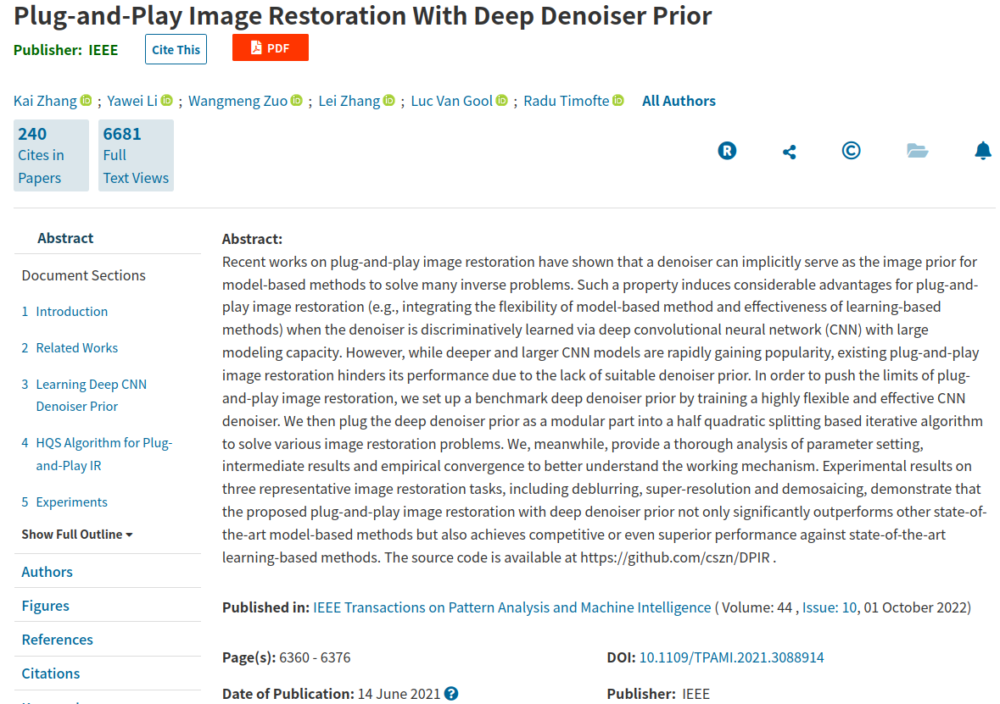 Plug-and-Play Image Restoration With Deep Denoiser Prior
Publisher: IEEE
Cite This
PDF
Kai Zhang ; Yawei Li ; Wangmeng Zuo ; Lei Zhang ; Luc Van Gool ; Radu Timofte All Authors
240
Cites in
Papers
6681
Full
Text Views
Abstract
Document Sections
1 Introduction
2 Related Works
3 Learning Deep CNN
Denoiser Prior
4 HQS Algorithm for Plug-
and-Play IR
5 Experiments
Show Full Outline
Authors
Figures
References
Citations
Abstract:
Recent works on plug-and-play image restoration have shown that a denoiser can implicitly serve as the image prior for
model-based methods to solve many inverse problems. Such a property induces considerable advantages for plug-and-
play image restoration (e.g., integrating the flexibility of model-based method and effectiveness of learning-based
methods) when the denoiser is discriminatively learned via deep convolutional neural network (CNN) with large
modeling capacity. However, while deeper and larger CNN models are rapidly gaining popularity, existing plug-and-play
image restoration hinders its performance due to the lack of suitable denoiser prior. In order to push the limits of plug-
and-play image restoration, we set up a benchmark deep denoiser prior by training a highly flexible and effective CNN
denoiser. We then plug the deep denoiser prior as a modular part into a half quadratic splitting based iterative algorithm
to solve various image restoration problems. We, meanwhile, provide a thorough analysis of parameter setting,
intermediate results and empirical convergence to better understand the working mechanism. Experimental results on
three representative image restoration tasks, including deblurring, super-resolution and demosaicing, demonstrate that
the proposed plug-and-play image restoration with deep denoiser prior not only significantly outperforms other state-of-
the-art model-based methods but also achieves competitive or even superior performance against state-of-the-art
learning-based methods. The source code is available at https://github.com/cszn/DPIR .
Published in: IEEE Transactions on Pattern Analysis and Machine Intelligence ( Volume: 44 , Issue: 10, 01 October 2022)
Page(s): 6360 - 6376
DOI: 10.1109/TPAMI.2021.3088914
Date of Publication: 14 June 2021
Publisher: IEEE